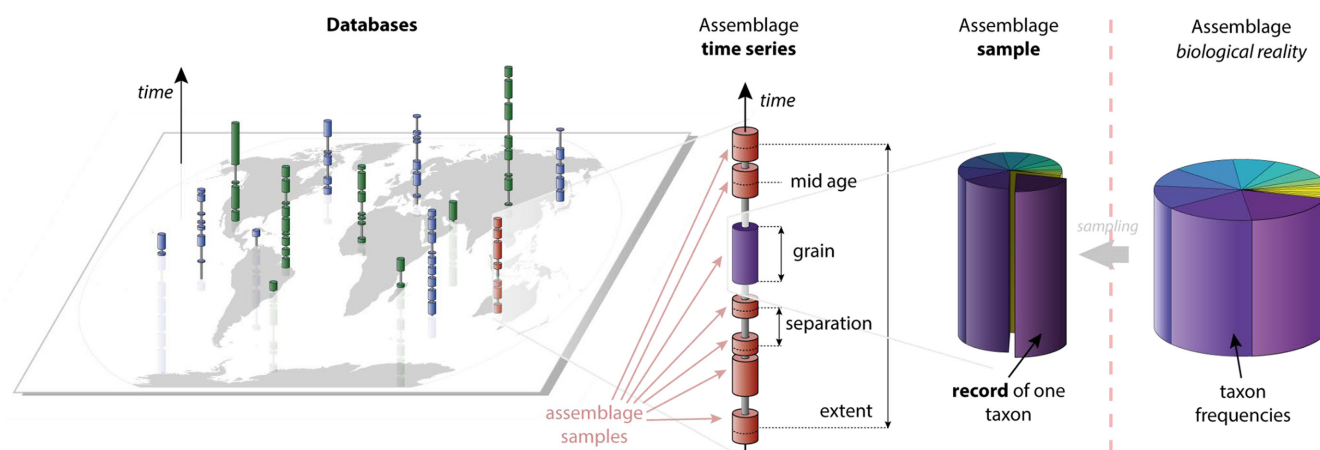 Databases
time
Assemblage
time series
time
mid age
grain
separation
extent
assemblage
samples
Assemblage
sample
record of one
taxon
sampling
Assemblage
biological reality
taxon
frequencies